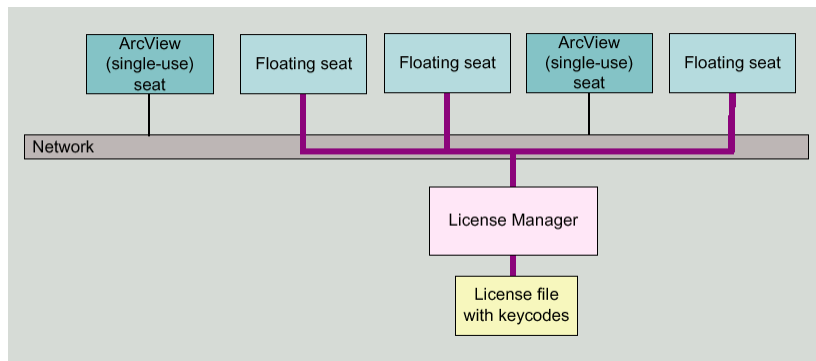 ArcView
(single-use)
seat
Floating seat
Floating seat
ArcView
(single-use)
seat
Floating seat
Network
License Manager
License file
with keycodes